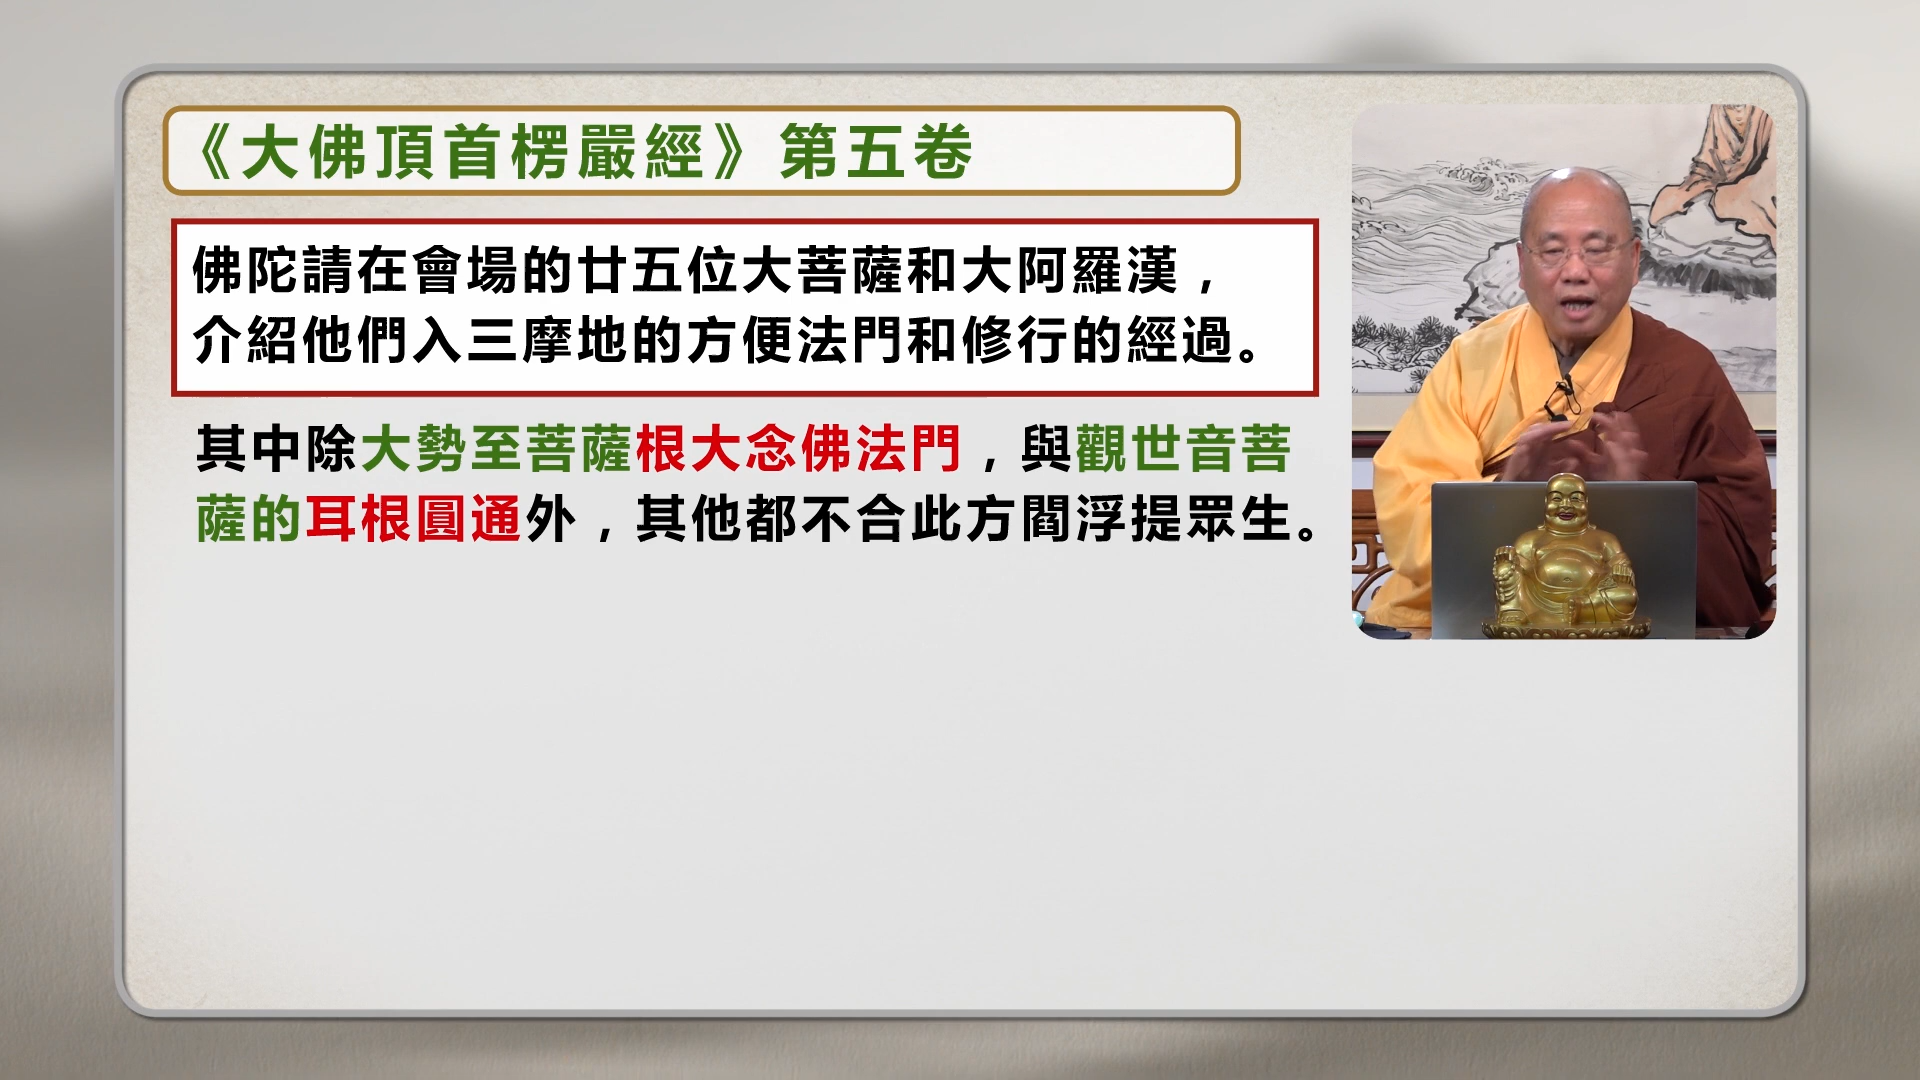 《大佛頂首楞嚴經》第五卷
佛陀請在會場的廿五位大菩薩和大阿羅漢，
介紹他們入三摩地的方便法門和修行的經過。
其中除大勢至菩薩根大念佛法門，與觀世音菩
薩的耳根圓通外，其他都不合此方閻浮提眾生。